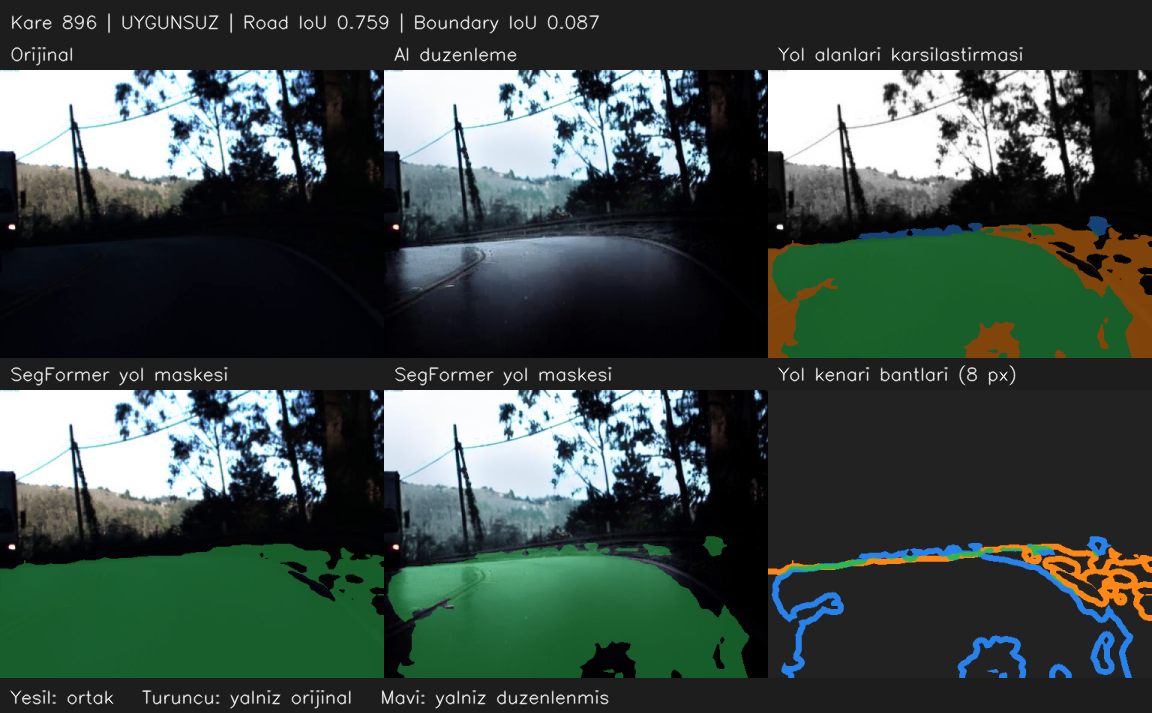 Kare 896 | UYGUNSUZ | Road IoU 0.759 | Boundary IoU 0.087
Orijinal
AI duzenleme
Yol alanlari karsilastirmasi
SegFormer yol maskesi
SegFormer yol maskesi
Yol kenari bantlari (8 px)
Yesil: ortak Turuncu: yalniz orijinal Mavi: yalniz duzenlenmis